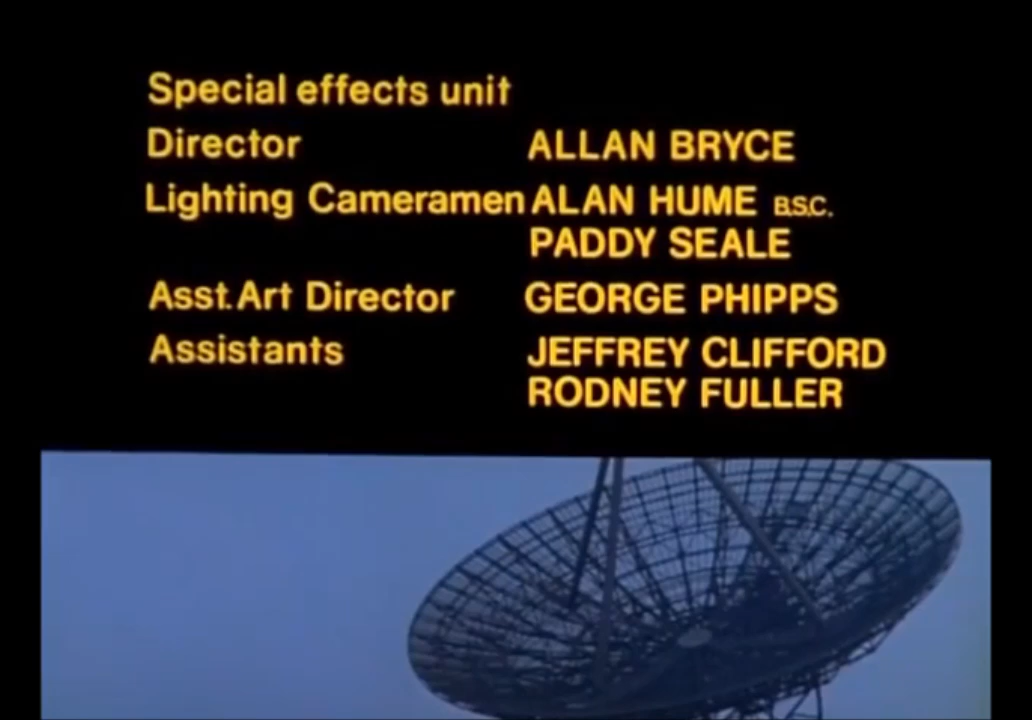 Special effects unit
Director ALLAN BRYCE
Lighting Cameramen ALAN HUME B.S.C.
PADDY SEALE
Asst. Art Director GEORGE PHIPPS
Assistants JEFFREY CLIFFORD
RODNEY FULLER